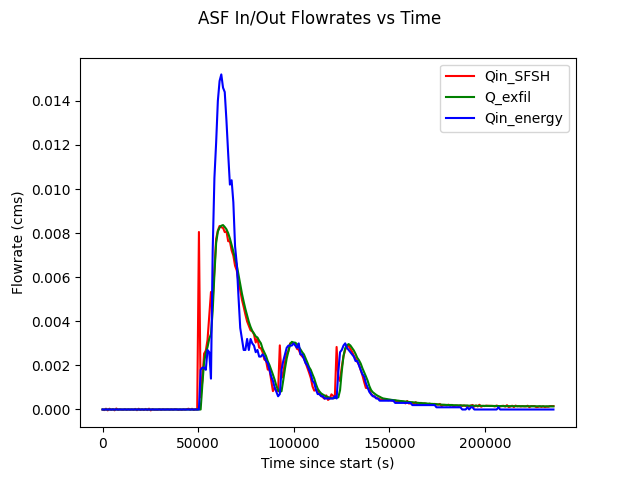 ASF In/Out Flowrates vs Time
Qin_SFSH
Q_exfil
Qin_energy
0.014
0.012
0.010
0.008
0.006
0.004
0.002
0.000
Flowrate (cms)
0
50000
100000
150000
200000
Time since start (s)